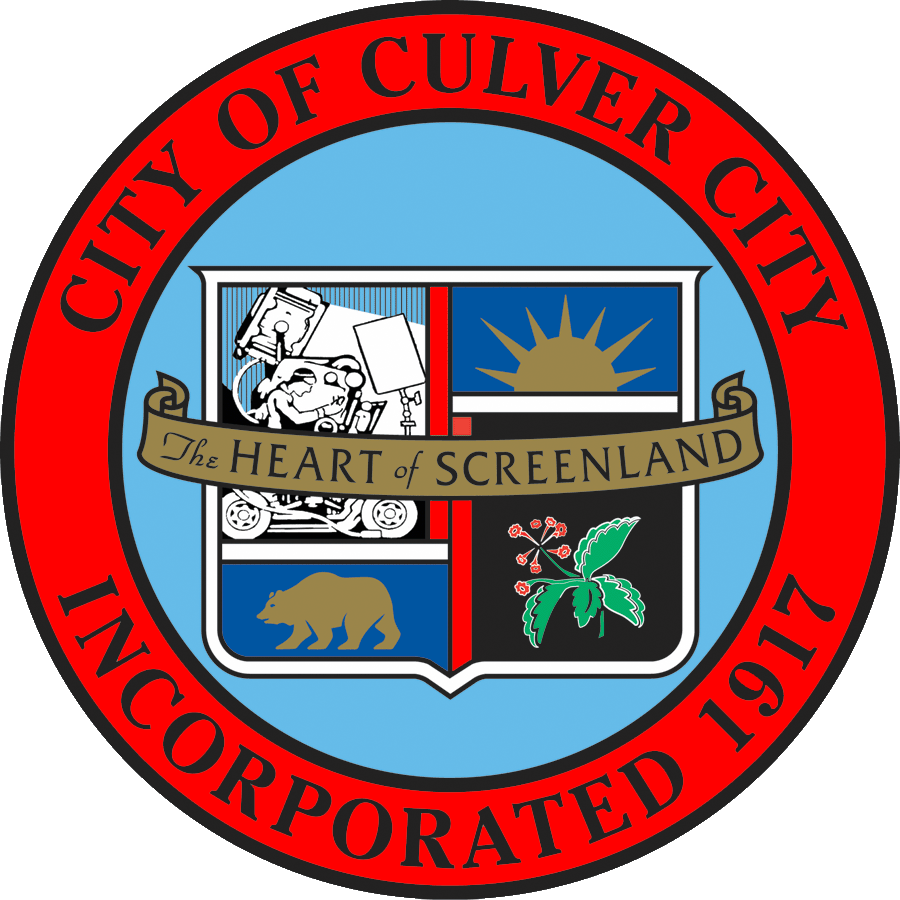 CITY OF CULVER CITY
The HEART of SCREENLAND
INCORPORATED 1917